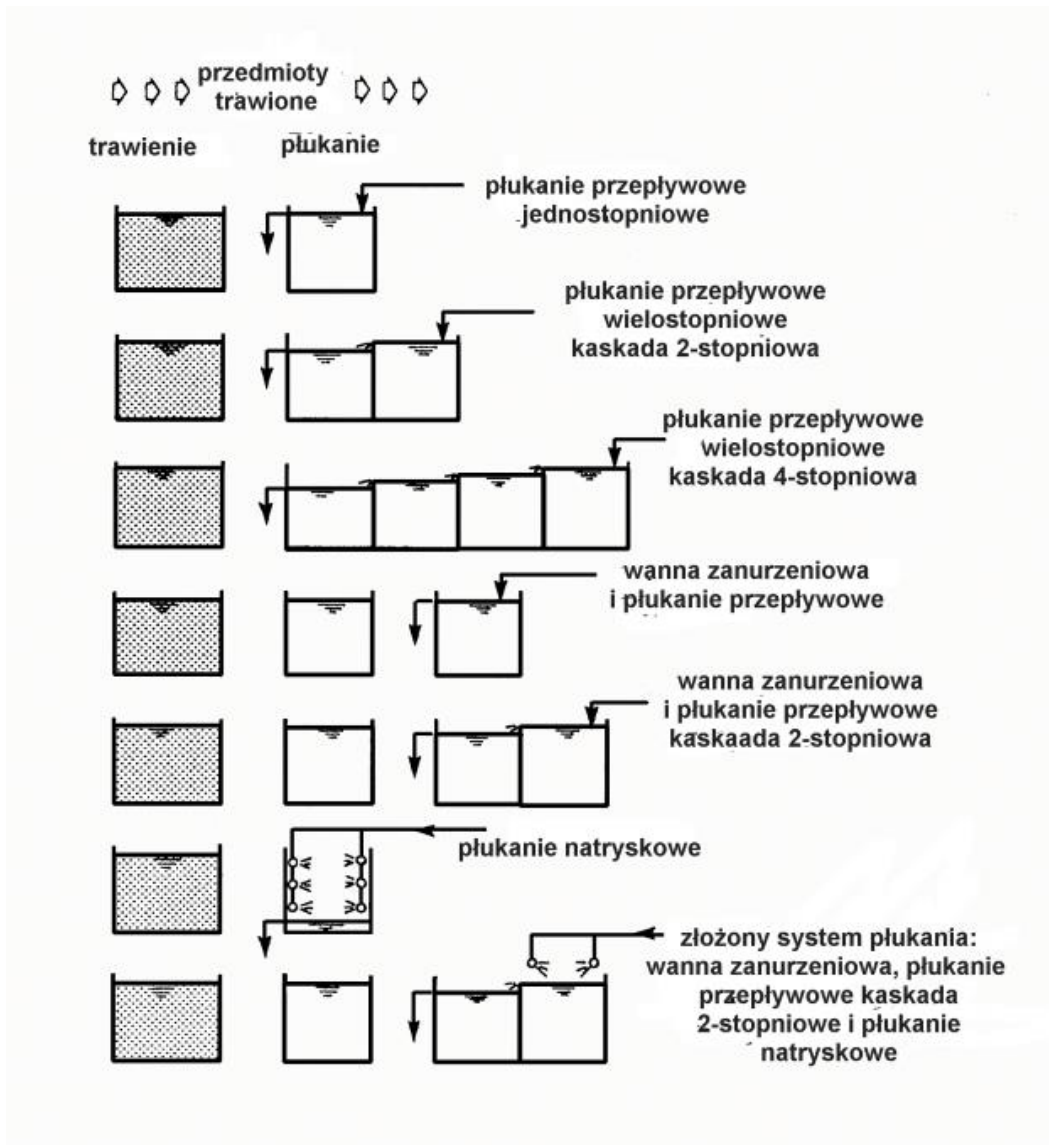 przedmioty
trawione
trawienie
płukanie
płukanie przepływowe
jednostopniowe
płukanie przepływowe
wielostopniowe
kaskada 2-stopniowa
płukanie przepływowe
wielostopniowe
kaskada 4-stopniowa
wanna zanurzeniowa
i płukanie przepływowe
wanna zanurzeniowa
i płukanie przepływowe
kaskaada 2-stopniowa
płukanie natryskowe
złożony system płukania:
wanna zanurzeniowa, płukanie
przepływowe kaskada
2-stopniowe i płukanie
natryskowe